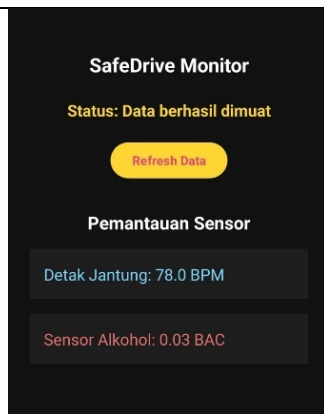 SafeDrive Monitor
Status: Data berhasil dimuat
Refresh Data
Pemantauan Sensor
Detak Jantung: 78.0 BPM
Sensor Alkohol: 0.03 BAC